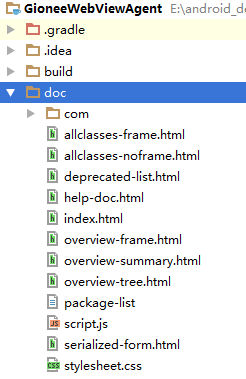 GioneeWebViewAgent E:\android_de
.gradle
.idea
build
doc
com
allclasses-frame.html
allclasses-noframe.html
deprecated-list.html
help-doc.html
index.html
overview-frame.html
overview-summary.html
overview-tree.html
package-list
script.js
serialized-form.html
stylesheet.css